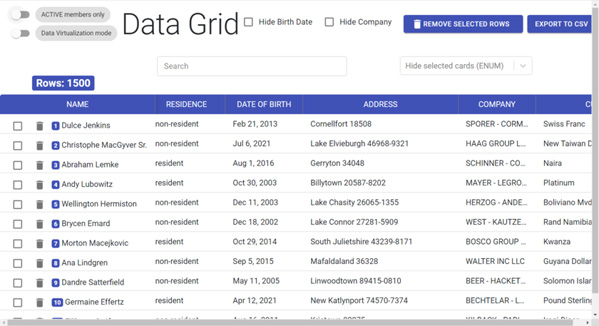 ACTIVE members only
Data Virtualization mode
Data Grid
Hide Birth Date
Hide Company
REMOVE SELECTED ROWS
EXPORT TO CSV
Search
Hide selected cards (ENUM)
Rows: 1500
NAME RESIDENCE DATE OF BIRTH ADDRESS COMPANY
1 Dulce Jenkins non-resident Feb 21, 2013 Cornellfort 18508 SPORER - CORM... Swiss Franc
2 Christophe MacGyver Sr. non-resident Jul 6, 2021 Lake Elvieburgh 46968-9321 HAAG GROUP L... New Taiwan D
3 Abraham Lemke resident Aug 1, 2016 Gerryton 34048 SCHINNER - CO... Naira
4 Andy Lubowitz resident Oct 30, 2003 Billytown 20587-8202 MAYER - LEGRO... Platinum
5 Wellington Hermiston non-resident Dec 11, 2003 Lake Chasity 26065-1355 HERZOG - ANDE... Boliviano Mvd
6 Brycen Emard non-resident Dec 18, 2002 Lake Connor 27281-5909 WEST - KAUTZE... Rand Namibia
7 Morton Macejkovic resident Oct 29, 2014 South Julietshire 43239-8171 BOSCO GROUP ... Kwanza
8 Ana Lindgren non-resident Sep 5, 2015 Mafaldaland 36328 WALTER INC LLC Guyana Dollar
9 Dandre Satterfield non-resident May 11, 2005 Linwoodtown 89415-0810 BEER - HACKET... Solomon Islan
10 Germaine Effertz resident Apr 12, 2021 New Katlynport 74570-7374 BECHTELAR - L... Pound Sterling